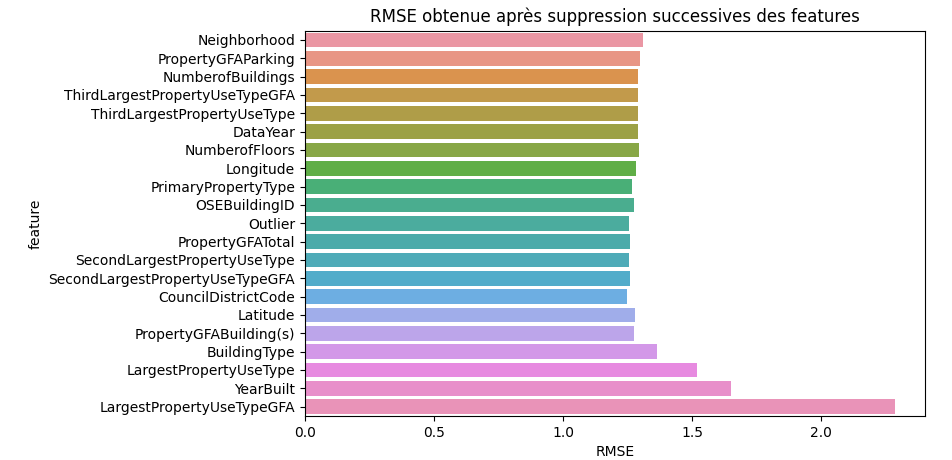 RMSE obtenue après suppression successives des features
Neighborhood
PropertyGFAParking
NumberofBuildings
ThirdLargestPropertyUseTypeGFA
ThirdLargestPropertyUseType
DataYear
NumberofFloors
Longitude
PrimaryPropertyType
OSEBuildingID
Outlier
PropertyGFATotal
SecondLargestPropertyUseType
SecondLargestPropertyUseTypeGFA
CouncilDistrictCode
Latitude
PropertyGFABuilding(s)
BuildingType
LargestPropertyUseType
YearBuilt
LargestPropertyUseTypeGFA
feature
0.0 0.5 1.0 1.5 2.0
RMSE